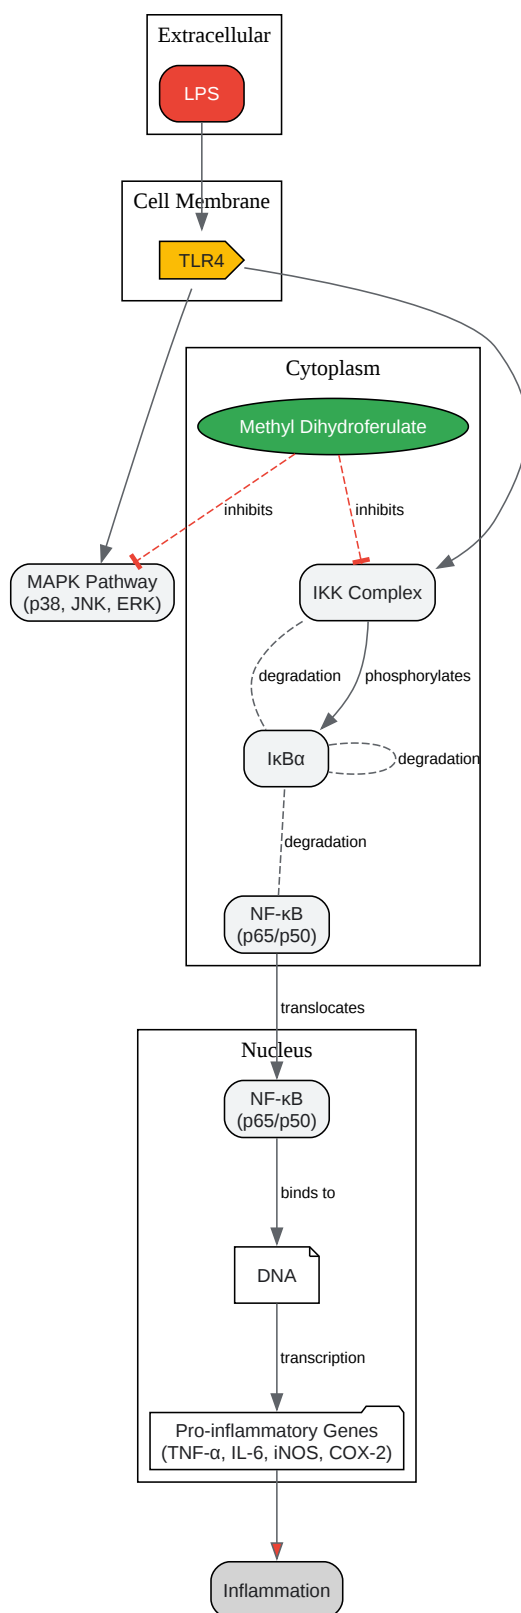 Extracellular
LPS
Cell Membrane
TLR4
Cytoplasm
Methyl Dihydroferulate
inhibits
inhibits
MAPK Pathway
(p38, JNK, ERK)
IKK Complex
degradation
phosphorylates
IκBα
degradation
degradation
NF-κB
(p65/p50)
translocates
Nucleus
NF-κB
(p65/p50)
binds to
DNA
transcription
Pro-inflammatory Genes
(TNF-α, IL-6, iNOS, COX-2)
Inflammation